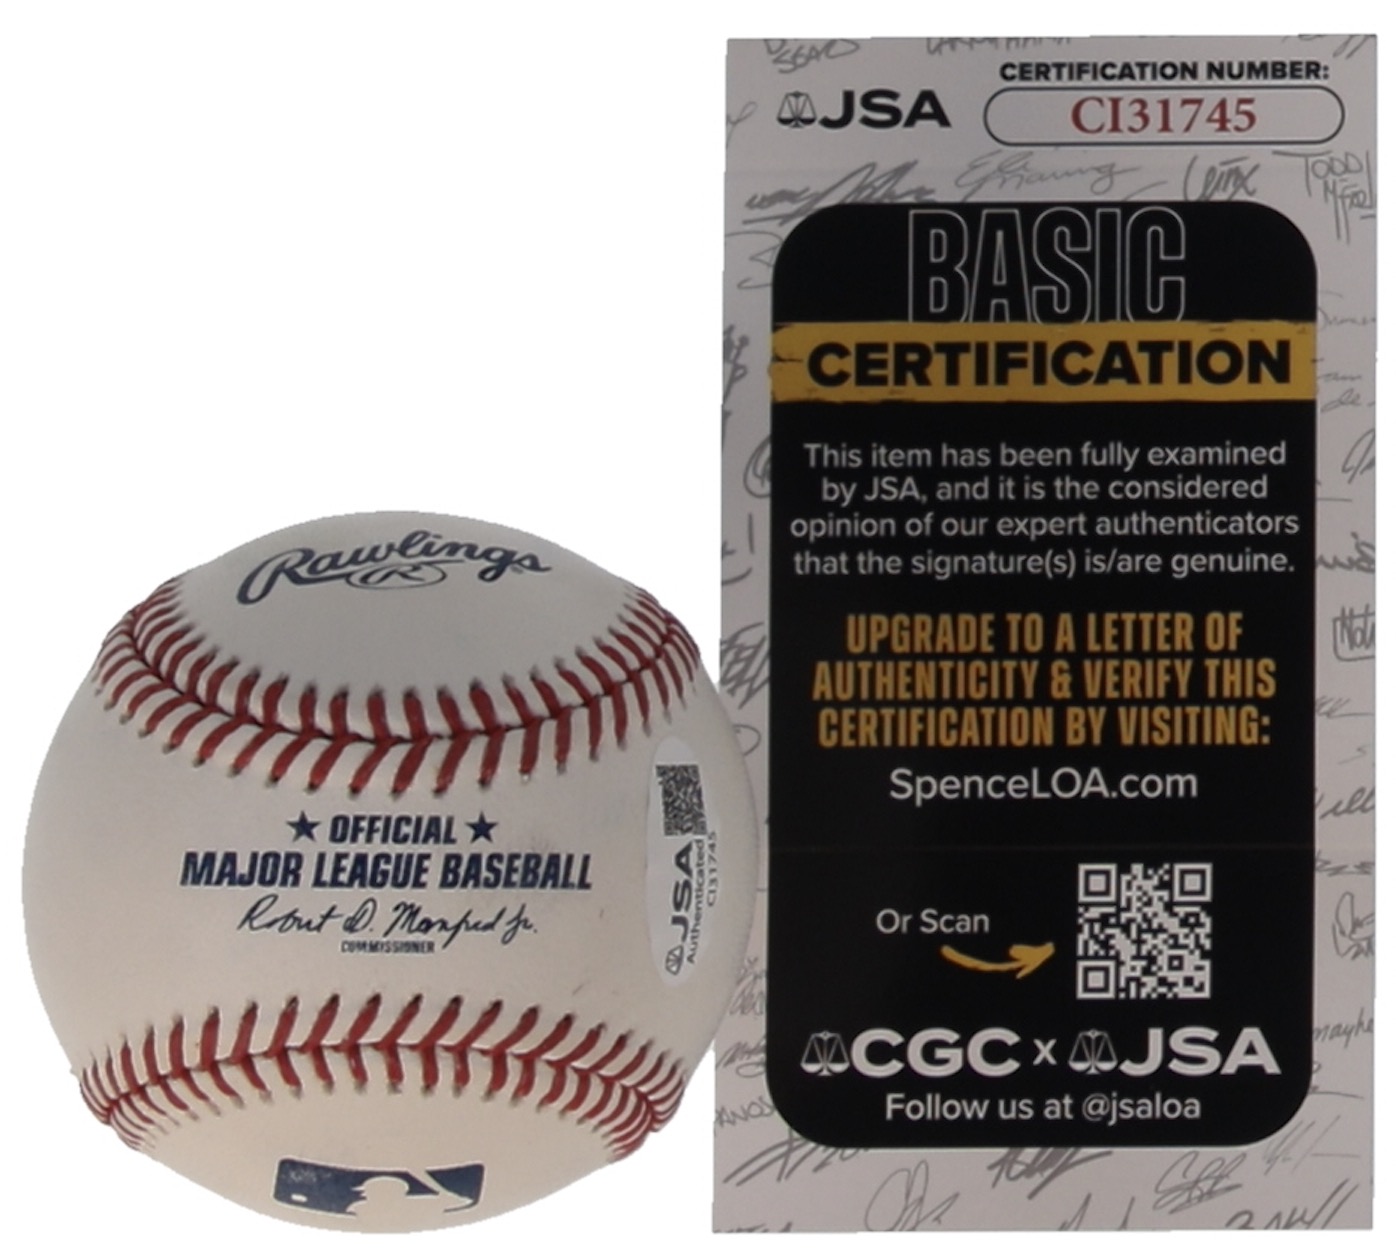 Rawlings
R
★ OFFICIAL ★
MAJOR LEAGUE BASEBALL
Robert D. Manfred Jr.
COMMISSIONER
JSA
Authenticated
CI31745
JSA
CERTIFICATION NUMBER:
CI31745
BASIC
CERTIFICATION
This item has been fully examined
by JSA, and it is the considered
opinion of our expert authenticators
that the signature(s) is/are genuine.
UPGRADE TO A LETTER OF
AUTHENTICITY & VERIFY THIS
CERTIFICATION BY VISITING:
SpenceLOA.com
Or Scan
CGC x JSA
Follow us at @jsaloa